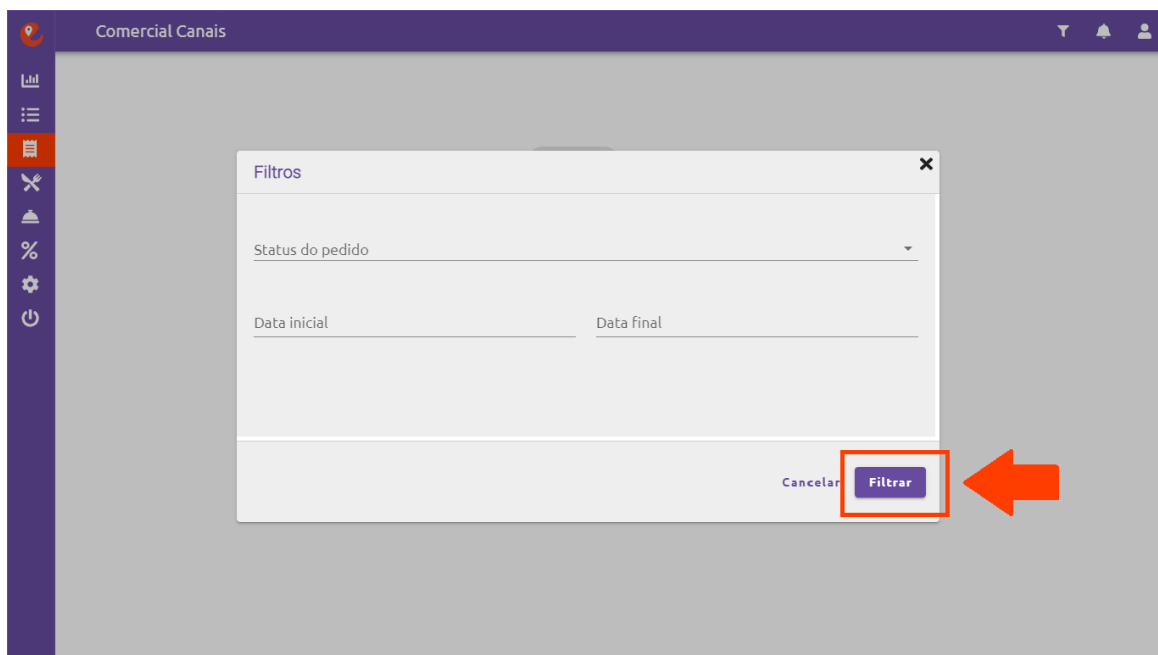 Comercial Canais
Filtros
Status do pedido
Data inicial Data final
Cancelar Filtrar